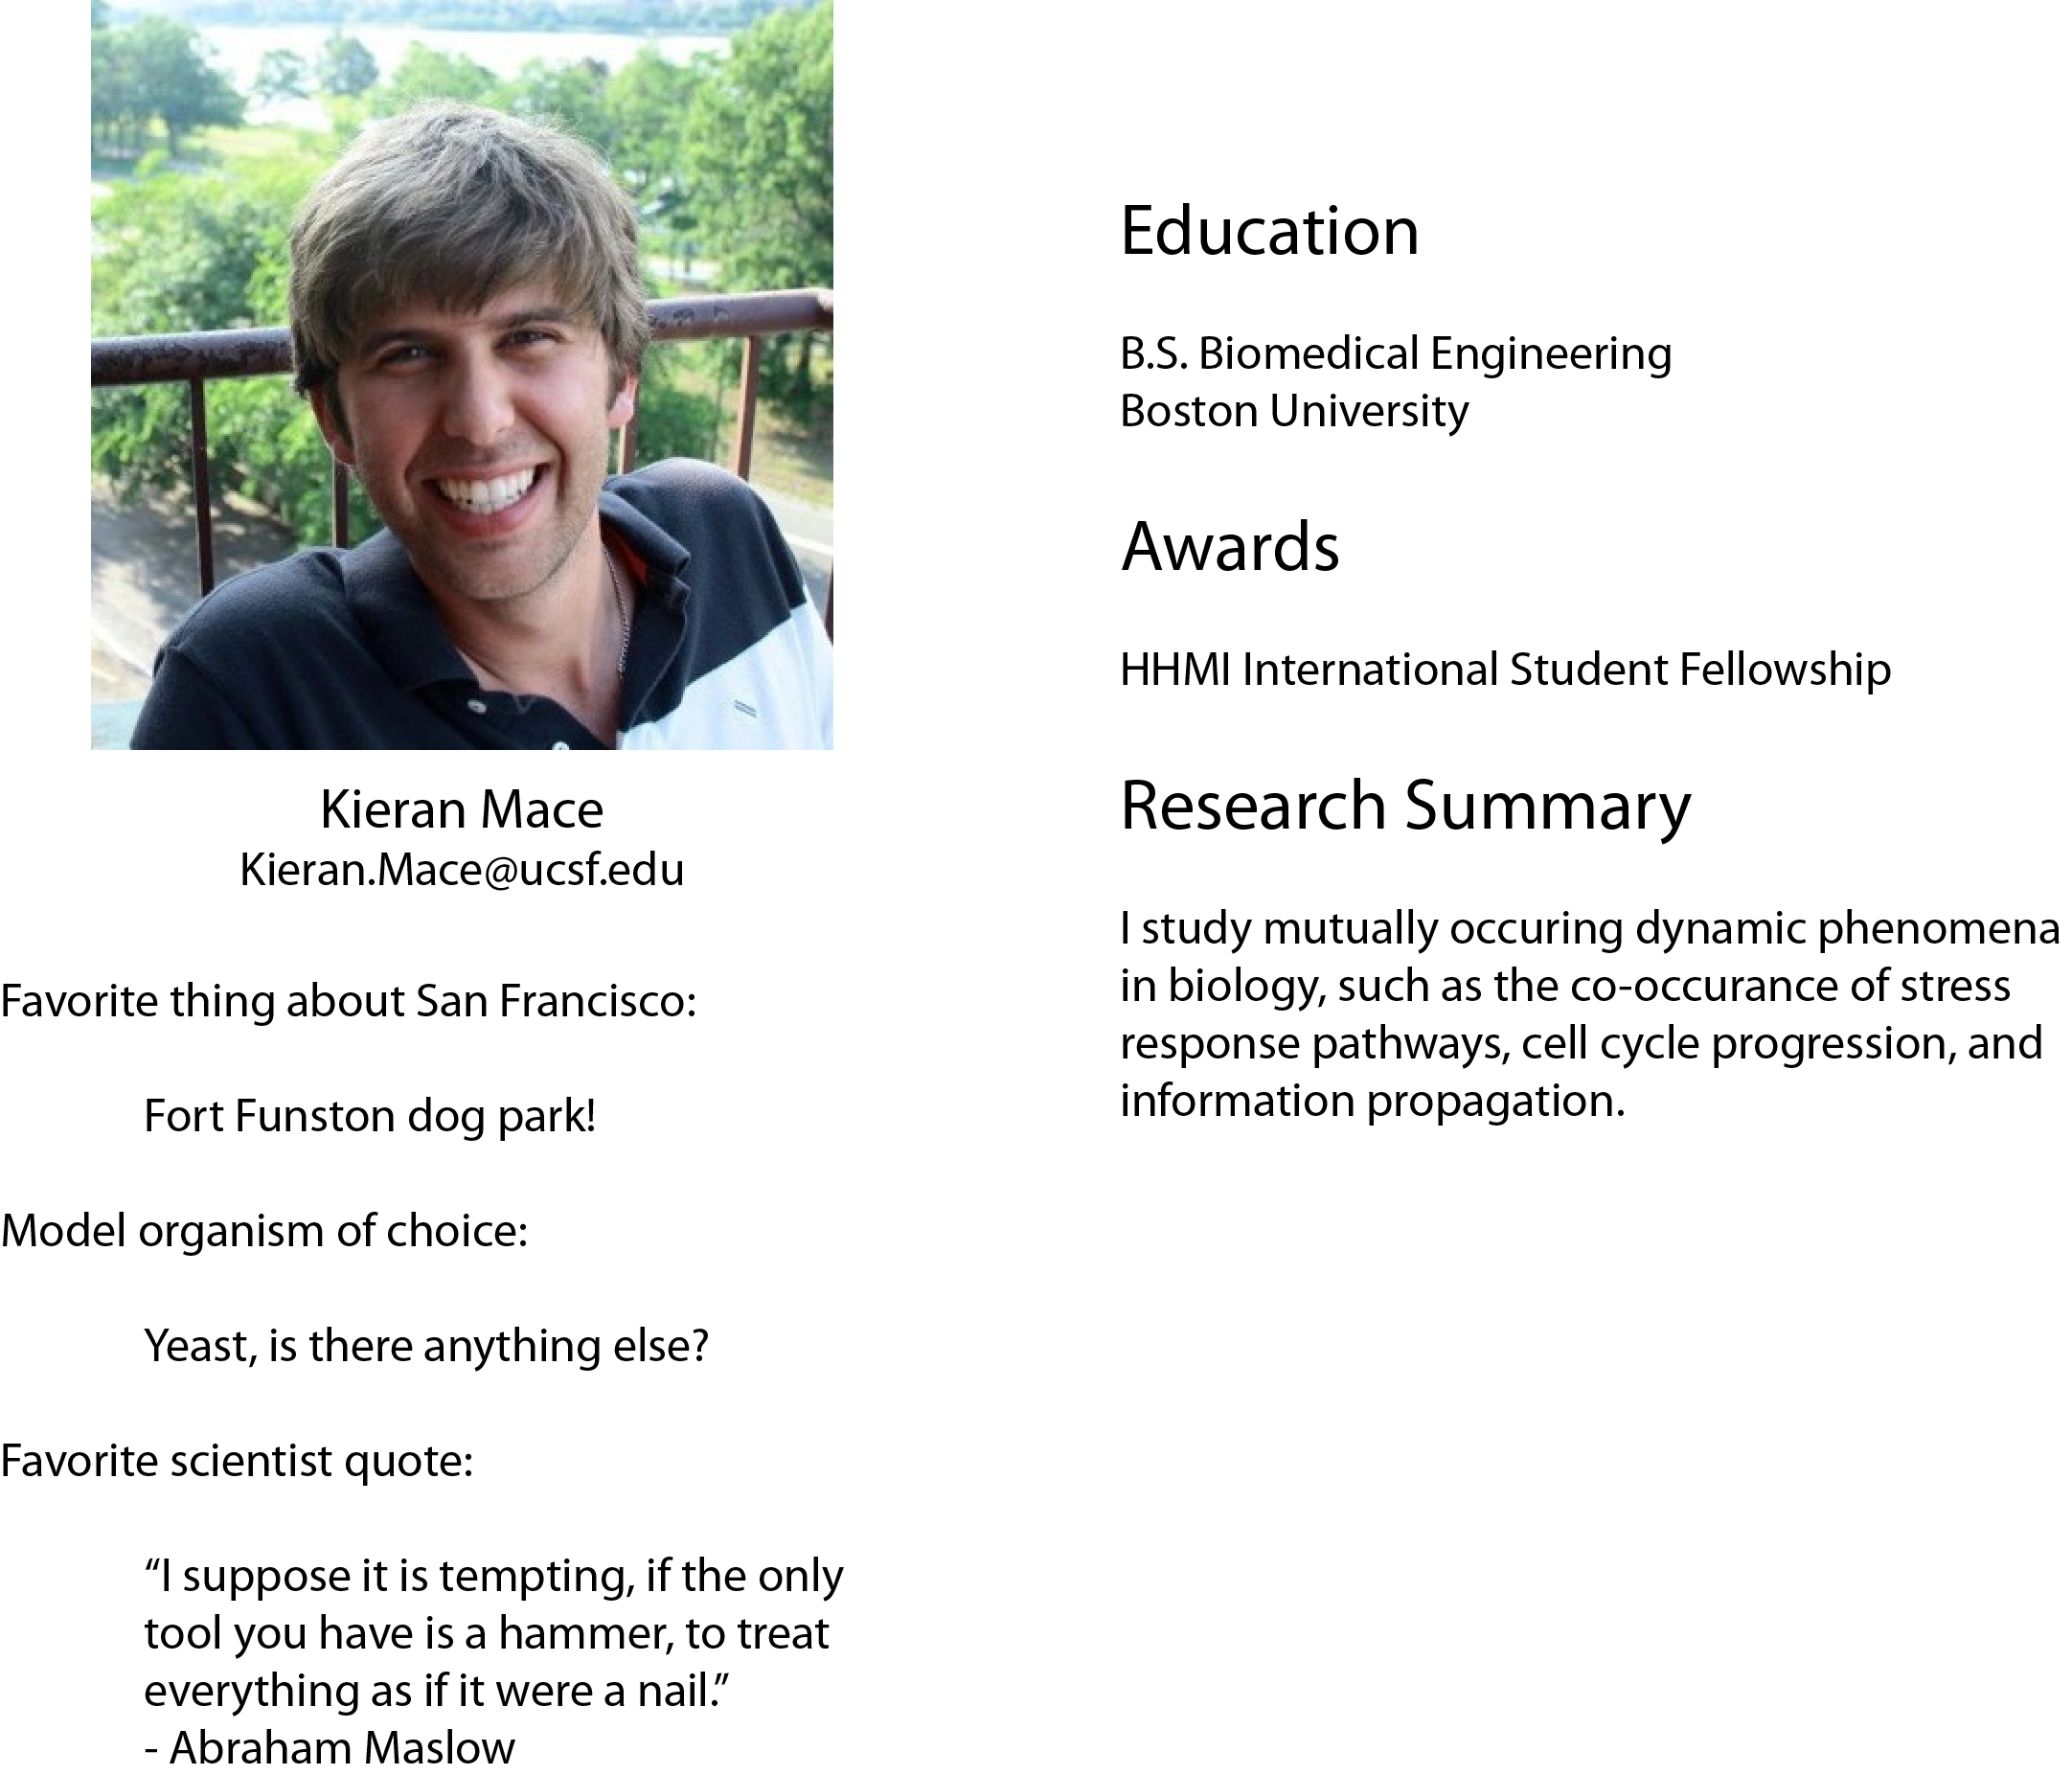 Kieran Mace
Kieran.Mace@ucsf.edu
Favorite thing about San Francisco:
Fort Funston dog park!
Model organism of choice:
Yeast, is there anything else?
Favorite scientist quote:
“I suppose it is tempting, if the only
tool you have is a hammer, to treat
everything as if it were a nail.”
- Abraham Maslow
Education
B.S. Biomedical Engineering
Boston University
Awards
HHMI International Student Fellowship
Research Summary
I study mutually occuring dynamic phenomena
in biology, such as the co-occurance of stress
response pathways, cell cycle progression, and
information propagation.